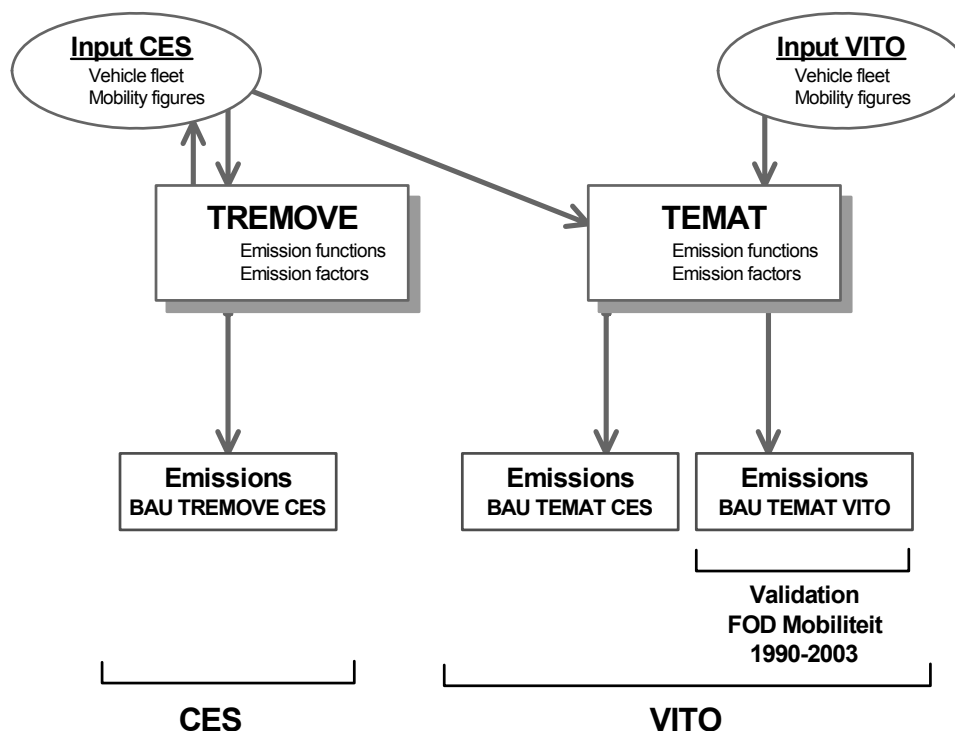 Input CES
Vehicle fleet
Mobility figures
Input VITO
Vehicle fleet
Mobility figures
TREMOVE
Emission functions
Emission factors
TEMAT
Emission functions
Emission factors
Emissions
BAU TREMOVE CES
Emissions
BAU TEMAT CES
Emissions
BAU TEMAT VITO
Validation
FOD Mobiliteit
1990-2003
CES
VITO